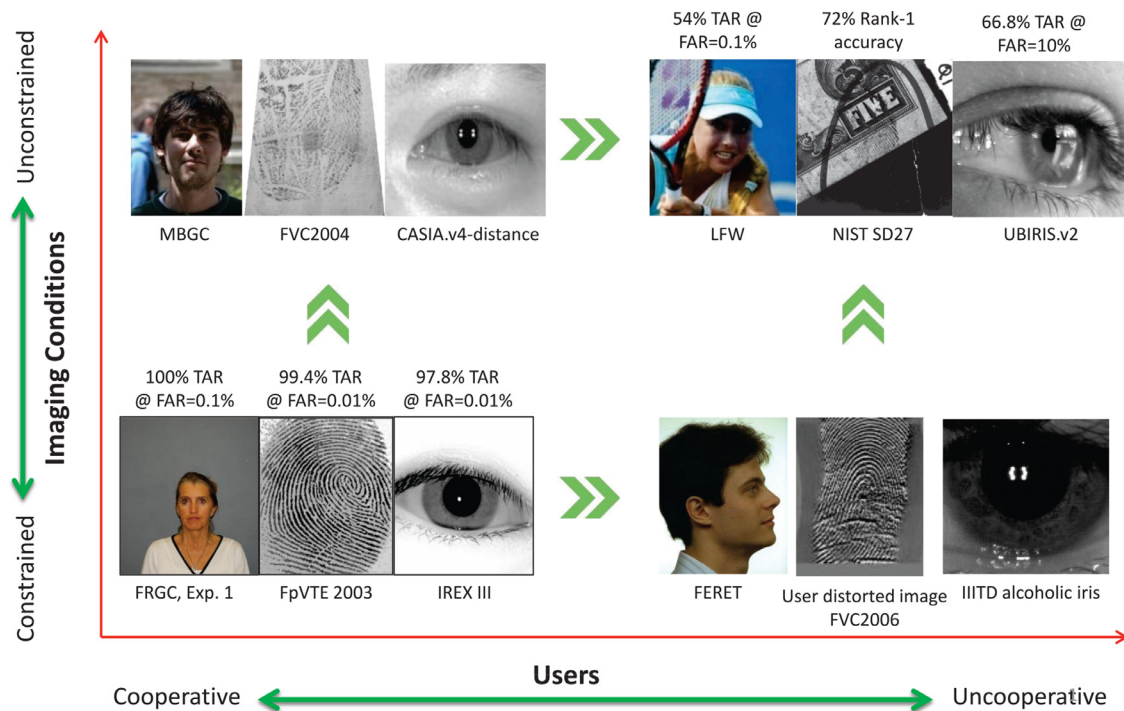 54% TAR @
FAR=0.1%
72% Rank-1
accuracy
66.8% TAR @
FAR=10%
Unconstrained
FIVE
MBGC
FVC2004
CASIA.v4-distance
LFW
NIST SD27
UBIRIS.v2
Imaging Conditions
100% TAR
@ FAR=0.1%
99.4% TAR
@ FAR=0.01%
97.8% TAR
@ FAR=0.01%
Constrained
FRGC, Exp. 1
FpVTE 2003
IREX III
FERET
User distorted image
FVC2006
IIITD alcoholic iris
Users
Cooperative
Uncooperative